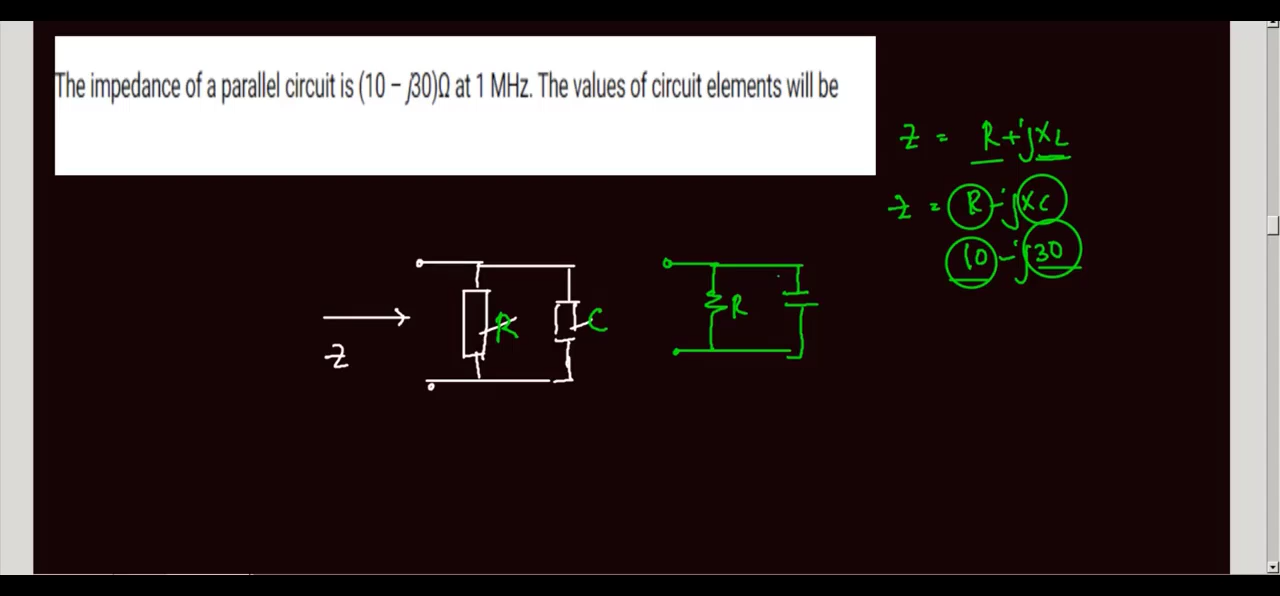 The impedance of a parallel circuit is (10 − j30)Ω at 1 MHz. The values of circuit elements will be
Z = R + jXL
Z = R - jXC
10 - j30
R
C
R
Z